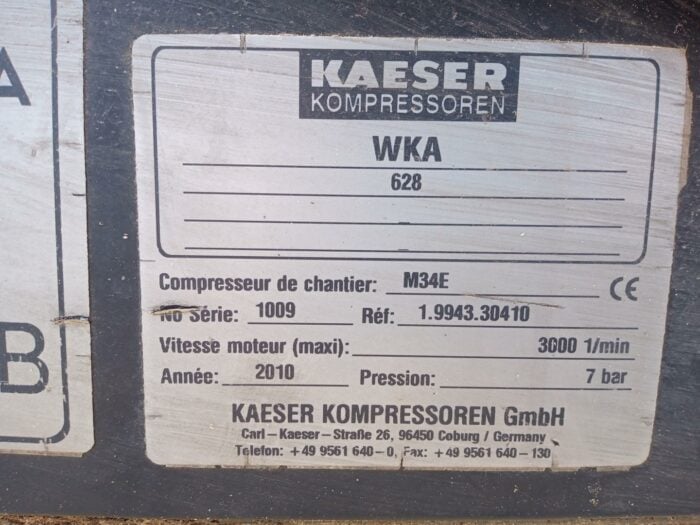 A
B
KAESER
KOMPRESSOREN
WKA
628
–
–
Compresseur de chantier: M34E CE
No Série: 1009 Réf: 1.9943.30410
Vitesse moteur (maxi): 3000 1/min
Année: 2010 Pression: 7 bar
KAESER KOMPRESSOREN GmbH
Carl–Kaeser–Straße 26, 96450 Coburg / Germany
Telefon: +49 9561 640–0, Fax: +49 9561 640–130